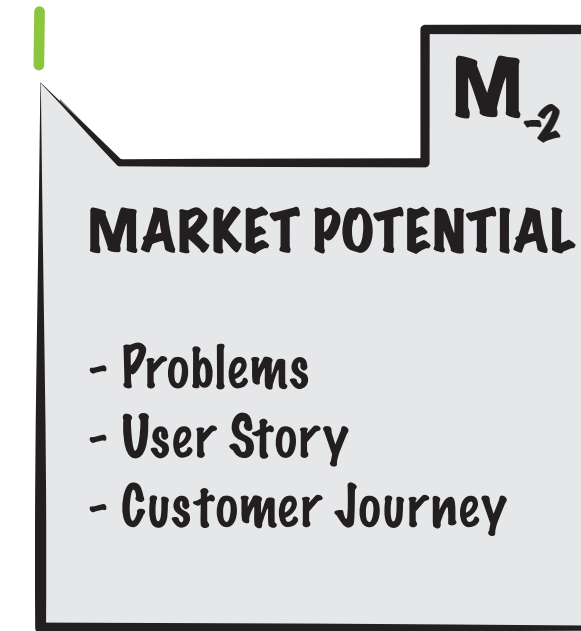 M-2
MARKET POTENTIAL
- Problems
- User Story
- Customer Journey